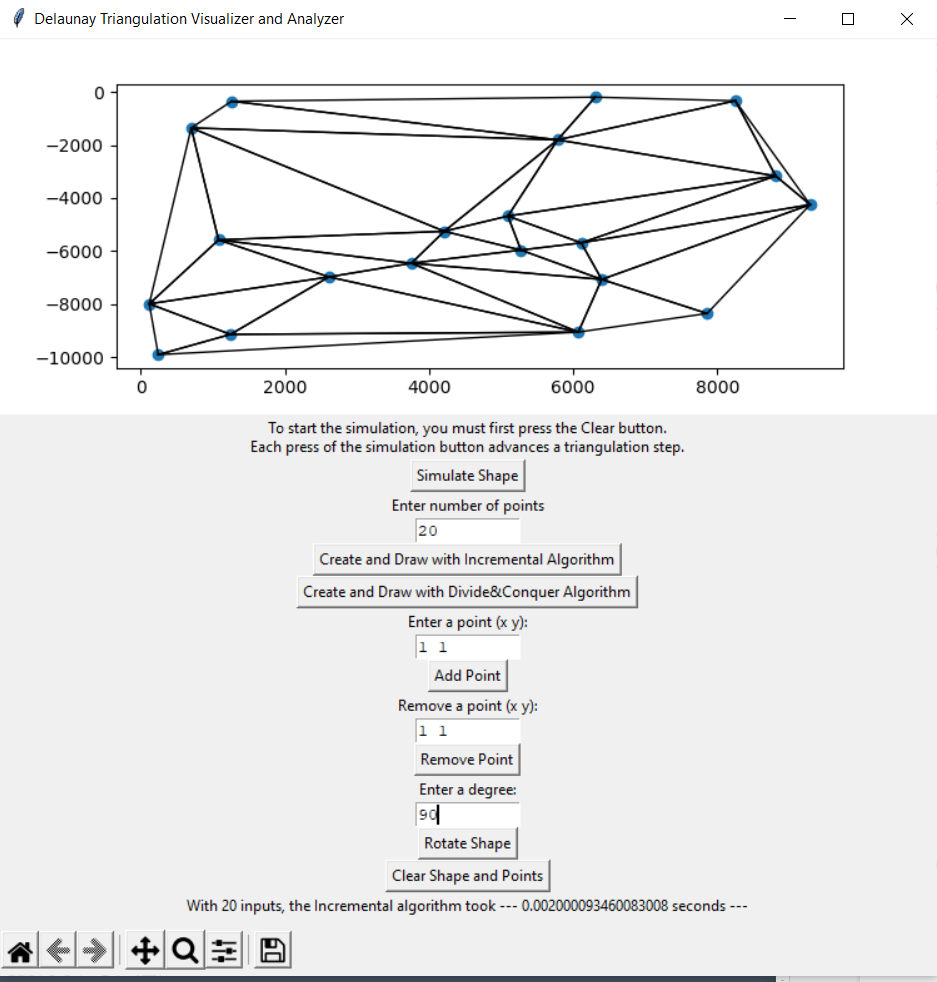 Delaunay Triangulation Visualizer and Analyzer
0
−2000
−4000
−6000
−8000
−10000
0 2000 4000 6000 8000
To start the simulation, you must first press the Clear button.
Each press of the simulation button advances a triangulation step.
Simulate Shape
Enter number of points
20
Create and Draw with Incremental Algorithm
Create and Draw with Divide&Conquer Algorithm
Enter a point (x y):
1 1
Add Point
Remove a point (x y):
1 1
Remove Point
Enter a degree:
90
Rotate Shape
Clear Shape and Points
With 20 inputs, the Incremental algorithm took --- 0.002000093460083008 seconds ---